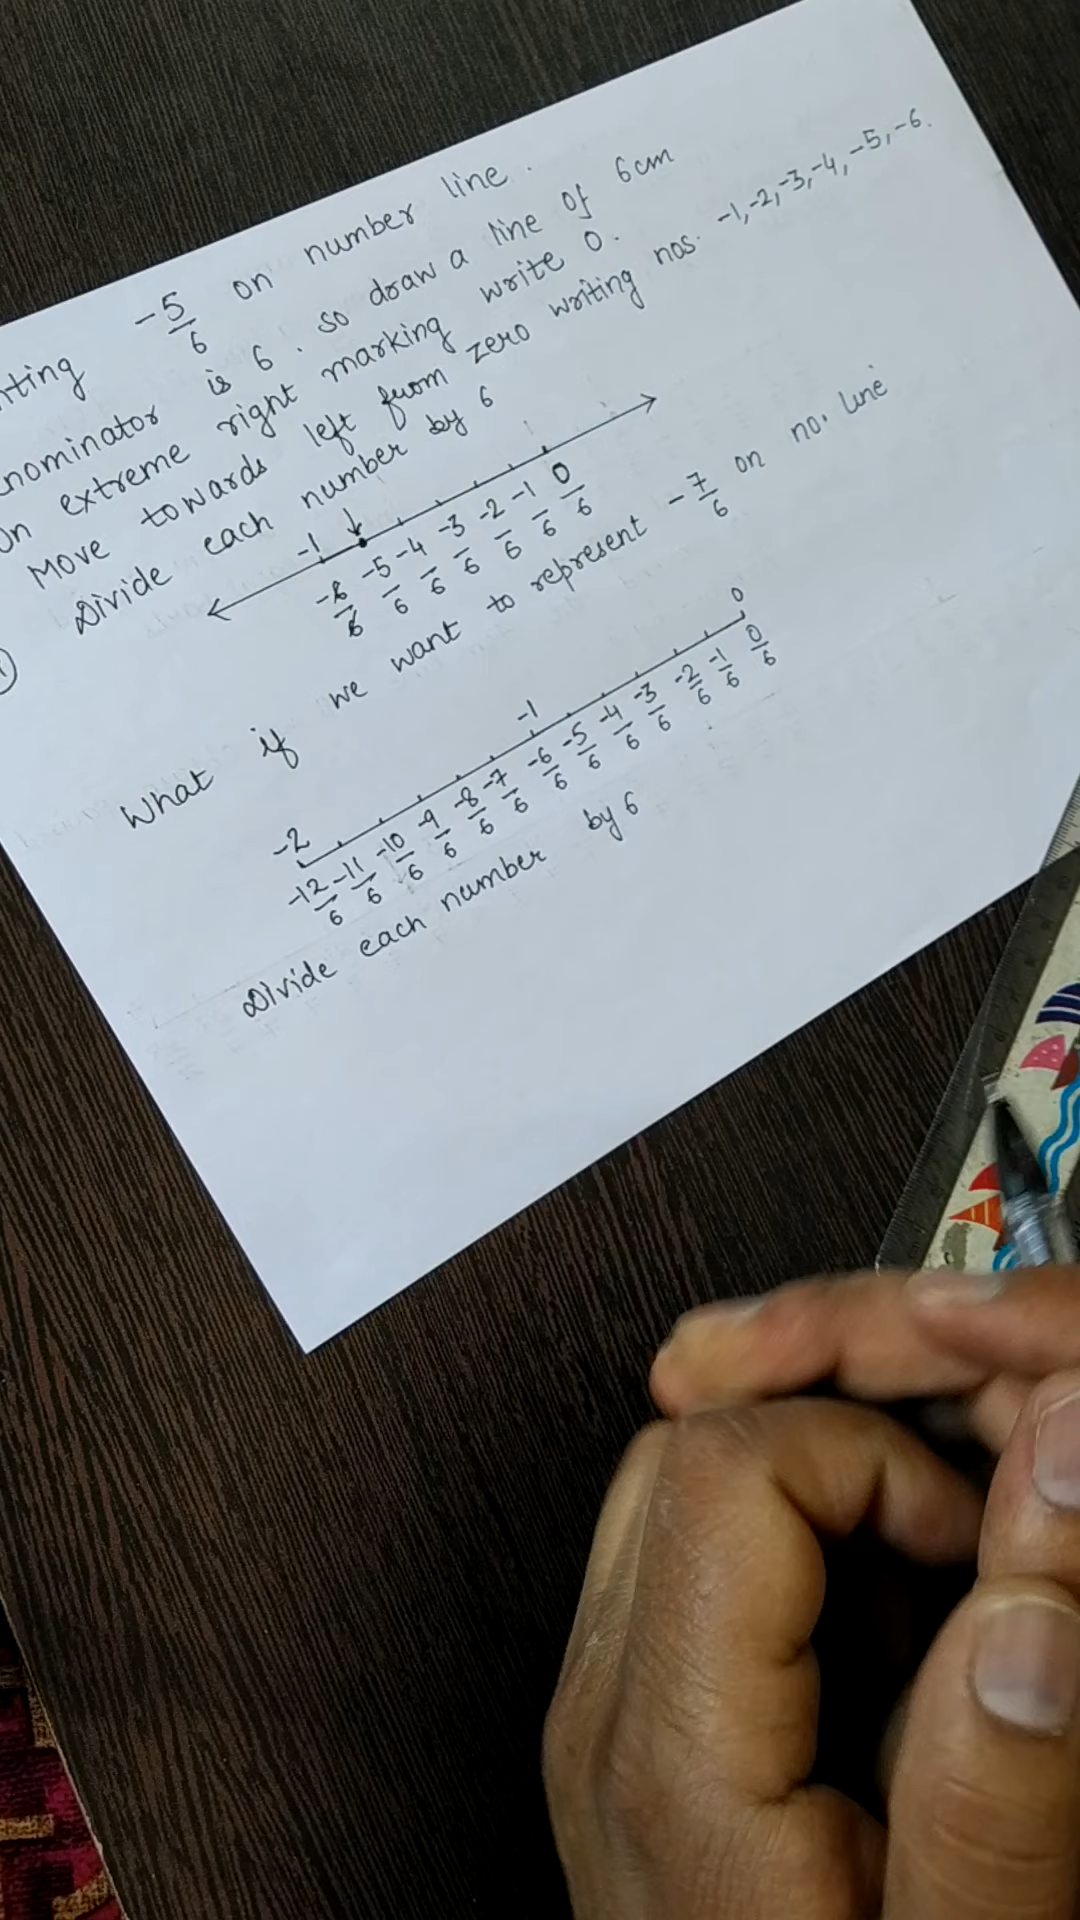 -5/6 on number line.
is 6. so draw a line of 6cm
On extreme right marking write 0.
Move towards left from zero writing nos. -1,-2,-3,-4,-5,-6.
Divide each number by 6
-1
-6/6 -5/6 -4/6 -3/6 -2/6 -1/6 0/6
What if we want to represent -7/6 on no. line
-2 -1 0
-12/6 -11/6 -10/6 -9/6 -8/6 -7/6 -6/6 -5/6 -4/6 -3/6 -2/6 -1/6 0/6
Divide each number by 6